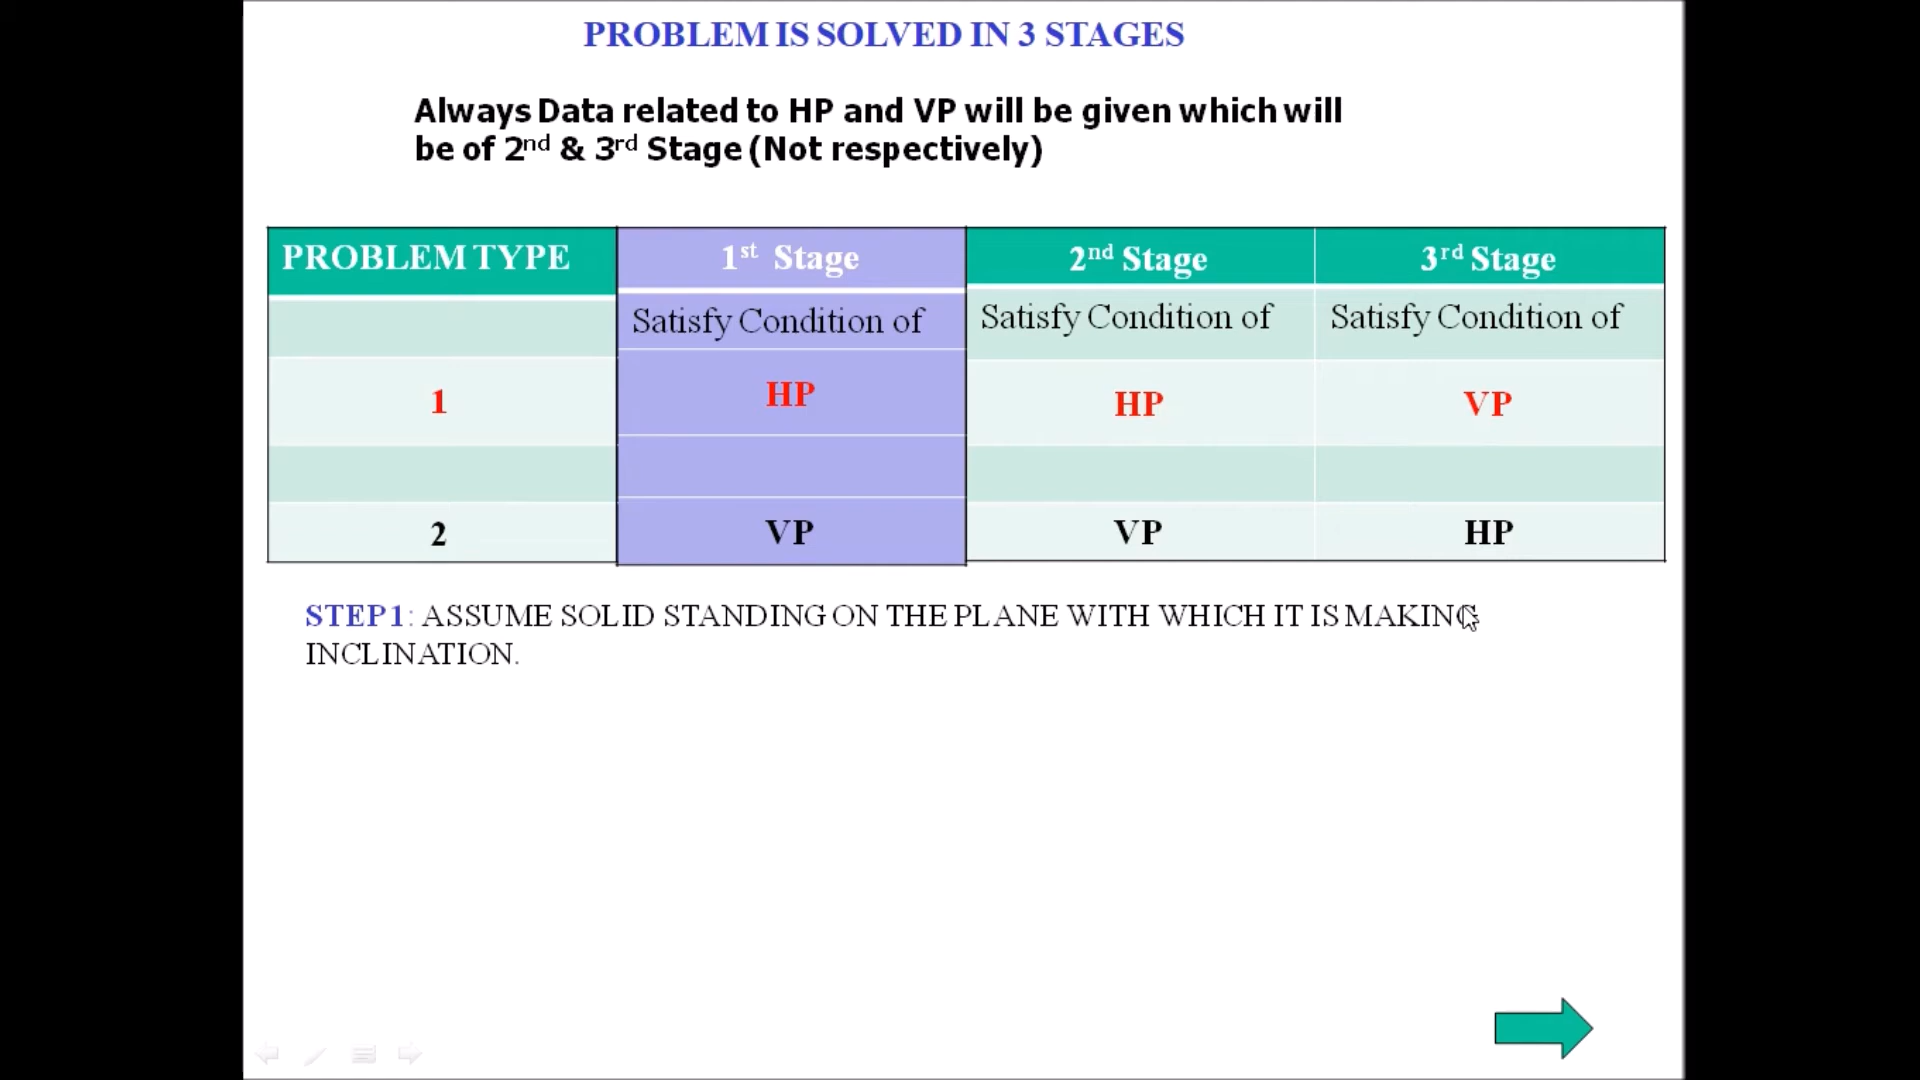 PROBLEM IS SOLVED IN 3 STAGES
Always Data related to HP and VP will be given which will
be of 2nd & 3rd Stage (Not respectively)
PROBLEM TYPE 1st Stage 2nd Stage 3rd Stage
Satisfy Condition of Satisfy Condition of Satisfy Condition of
1 HP HP VP
2 VP VP HP
STEP 1: ASSUME SOLID STANDING ON THE PLANE WITH WHICH IT IS MAKING
INCLINATION.